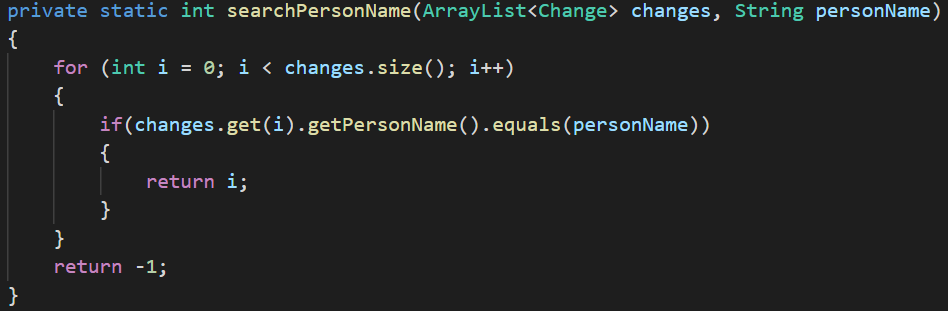 private static int searchPersonName(ArrayList<Change> changes, String personName)
{
    for (int i = 0; i < changes.size(); i++)
    {
        if(changes.get(i).getPersonName().equals(personName))
        {
            return i;
        }
    }
    return -1;
}